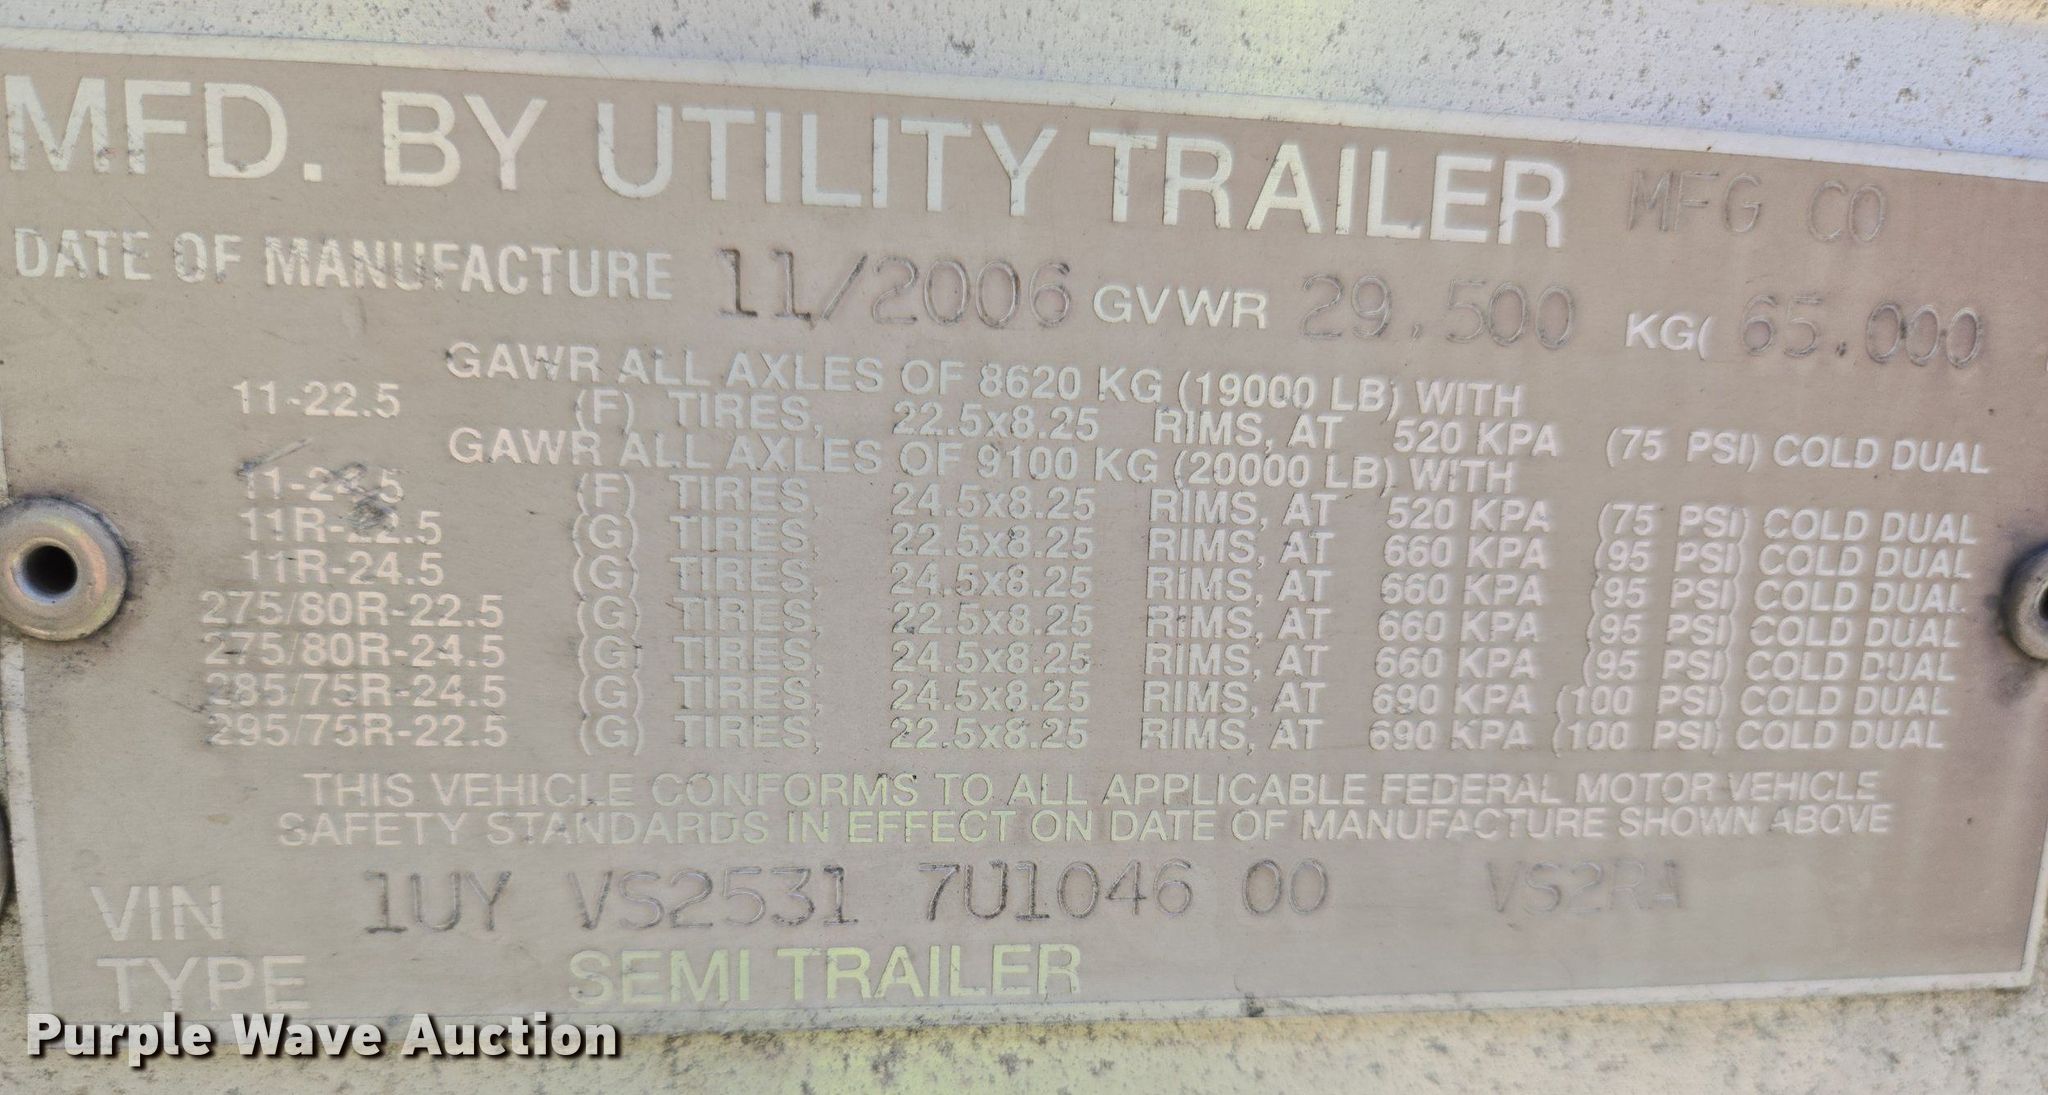 MFD. BY UTILITY TRAILER MFG CO
DATE OF MANUFACTURE 11/2006 GVWR 29.500 KG( 65.000
GAWR ALL AXLES OF 8620 KG (19000 LB) WITH
11-22.5 (F) TIRES, 22.5x8.25 RIMS, AT 520 KPA (75 PSI) COLD DUAL
GAWR ALL AXLES OF 9100 KG (20000 LB) WITH
11-24.5 (F) TIRES, 24.5x8.25 RIMS, AT 520 KPA (75 PSI) COLD DUAL
11R-22.5 (G) TIRES, 22.5x8.25 RIMS, AT 660 KPA (95 PSI) COLD DUAL
11R-24.5 (G) TIRES, 24.5x8.25 RIMS, AT 660 KPA (95 PSI) COLD DUAL
275/80R-22.5 (G) TIRES, 22.5x8.25 RIMS, AT 660 KPA (95 PSI) COLD DUAL
275/80R-24.5 (G) TIRES, 24.5x8.25 RIMS, AT 660 KPA (95 PSI) COLD DUAL
285/75R-24.5 (G) TIRES, 24.5x8.25 RIMS, AT 690 KPA (100 PSI) COLD DUAL
295/75R-22.5 (G) TIRES, 22.5x8.25 RIMS, AT 690 KPA (100 PSI) COLD DUAL
THIS VEHICLE CONFORMS TO ALL APPLICABLE FEDERAL MOTOR VEHICLE
SAFETY STANDARDS IN EFFECT ON DATE OF MANUFACTURE SHOWN ABOVE
VIN 1UY VS2531 7U1046 00 VS2RA
TYPE SEMI TRAILER
Purple Wave Auction